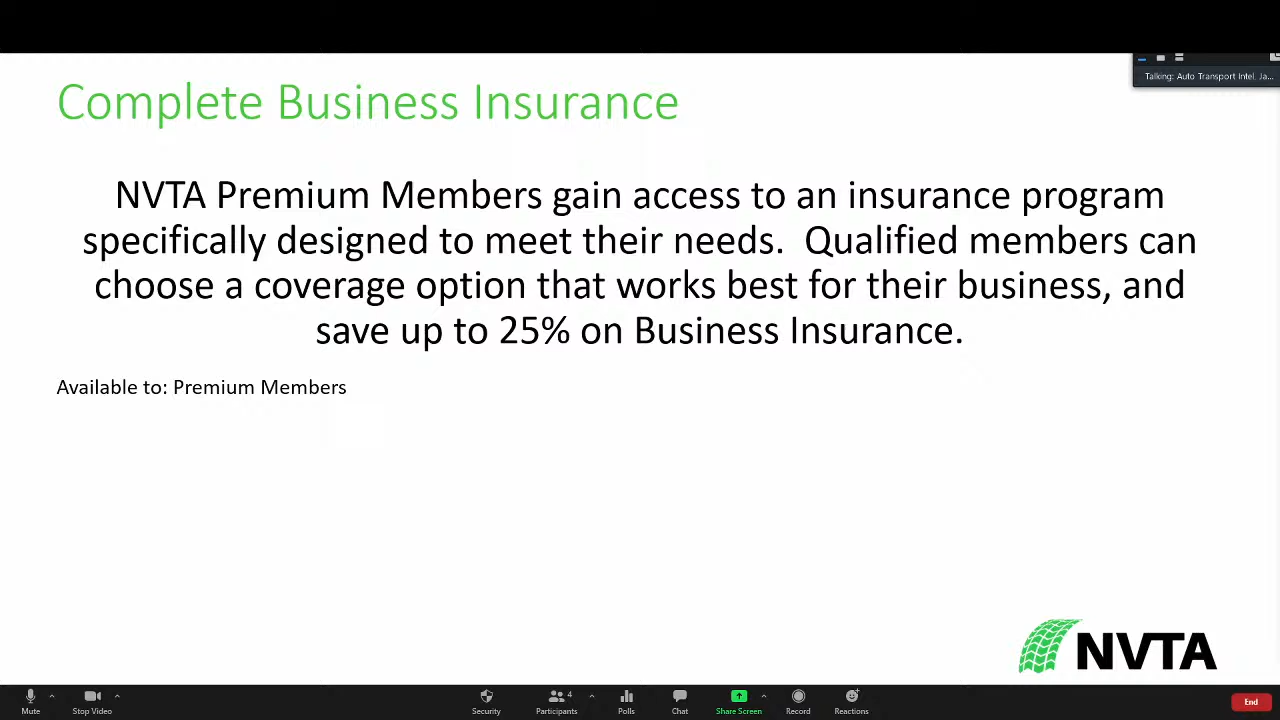 Talking: Auto Transport Intel. Ja...
Complete Business Insurance
NVTA Premium Members gain access to an insurance program
specifically designed to meet their needs.  Qualified members can
choose a coverage option that works best for their business, and
save up to 25% on Business Insurance.
Available to: Premium Members
NVTA
4
Mute
Stop Video
Security
Participants
Polls
Chat
Share Screen
Record
Reactions
End